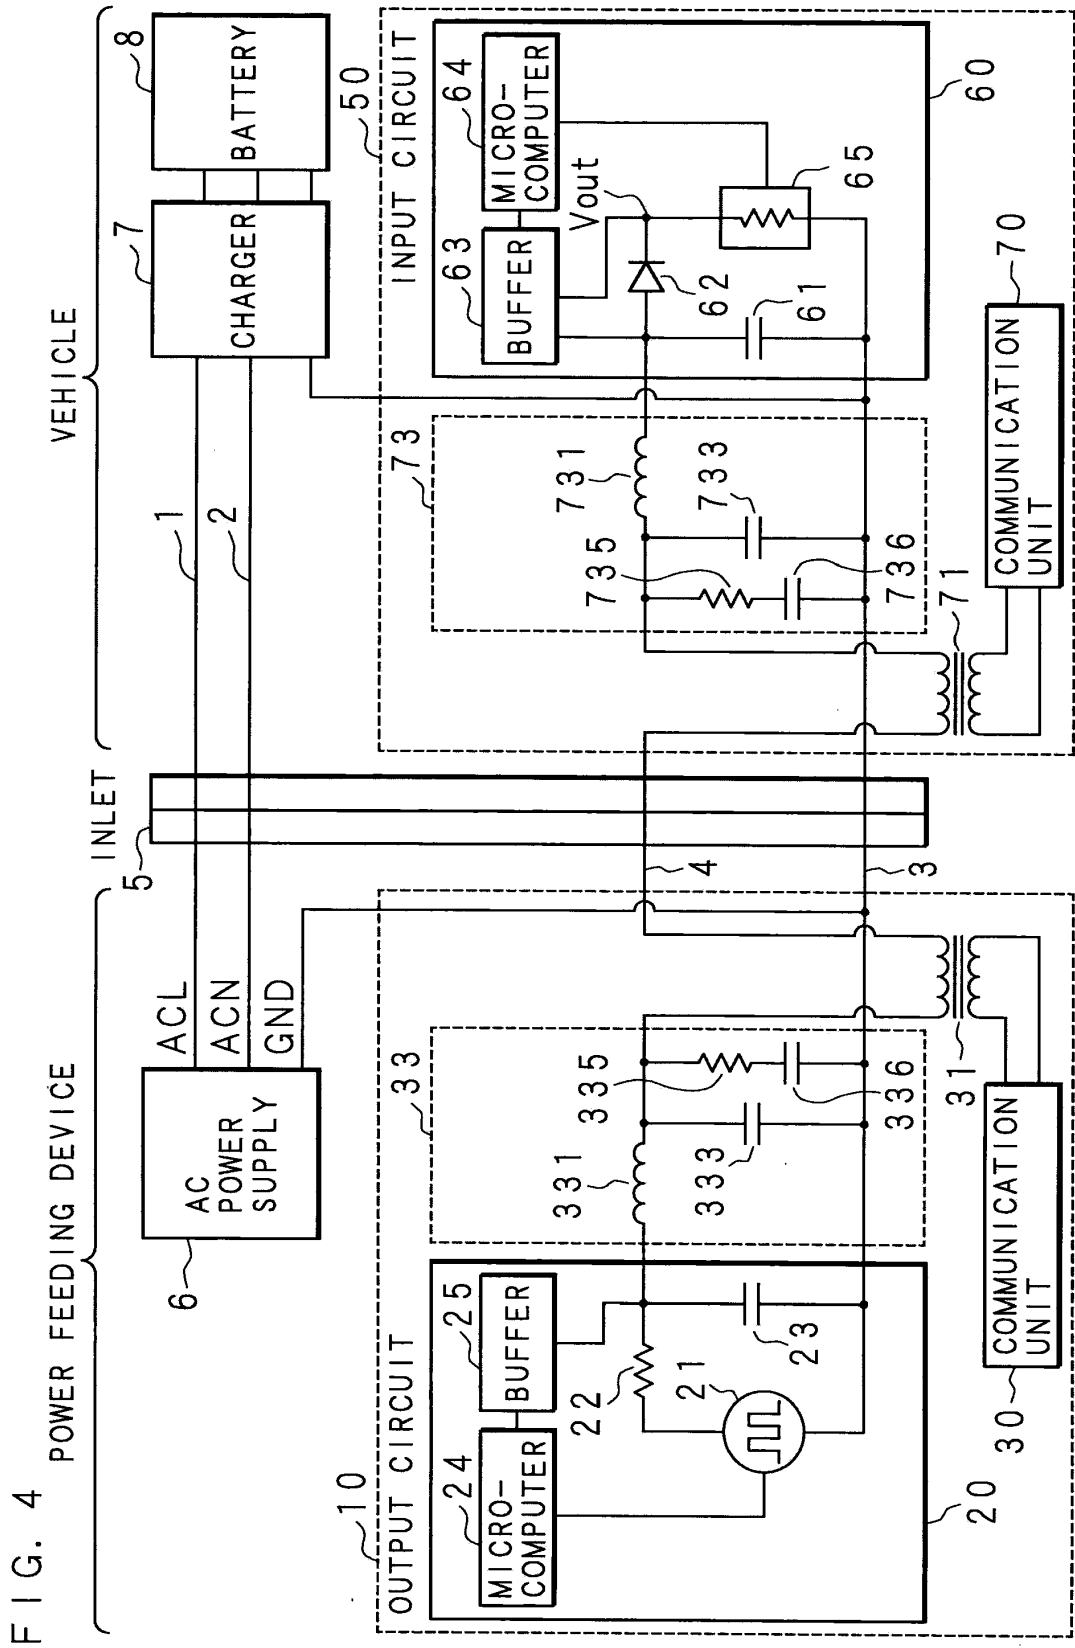 FIG. 4
POWER FEEDING DEVICE
INLET
VEHICLE
5
6
AC
POWER
SUPPLY
ACL
ACN
GND
1
2
7
CHARGER
8
BATTERY
10
OUTPUT CIRCUIT
24
MICRO-
COMPUTER
25
BUFFER
22
21
23
20
33
331
333
335
336
31
30
COMMUNICATION
UNIT
4
3
50
INPUT CIRCUIT
73
731
733
735
736
71
70
COMMUNICATION
UNIT
63
BUFFER
64
MICRO-
COMPUTER
Vout
62
61
65
60